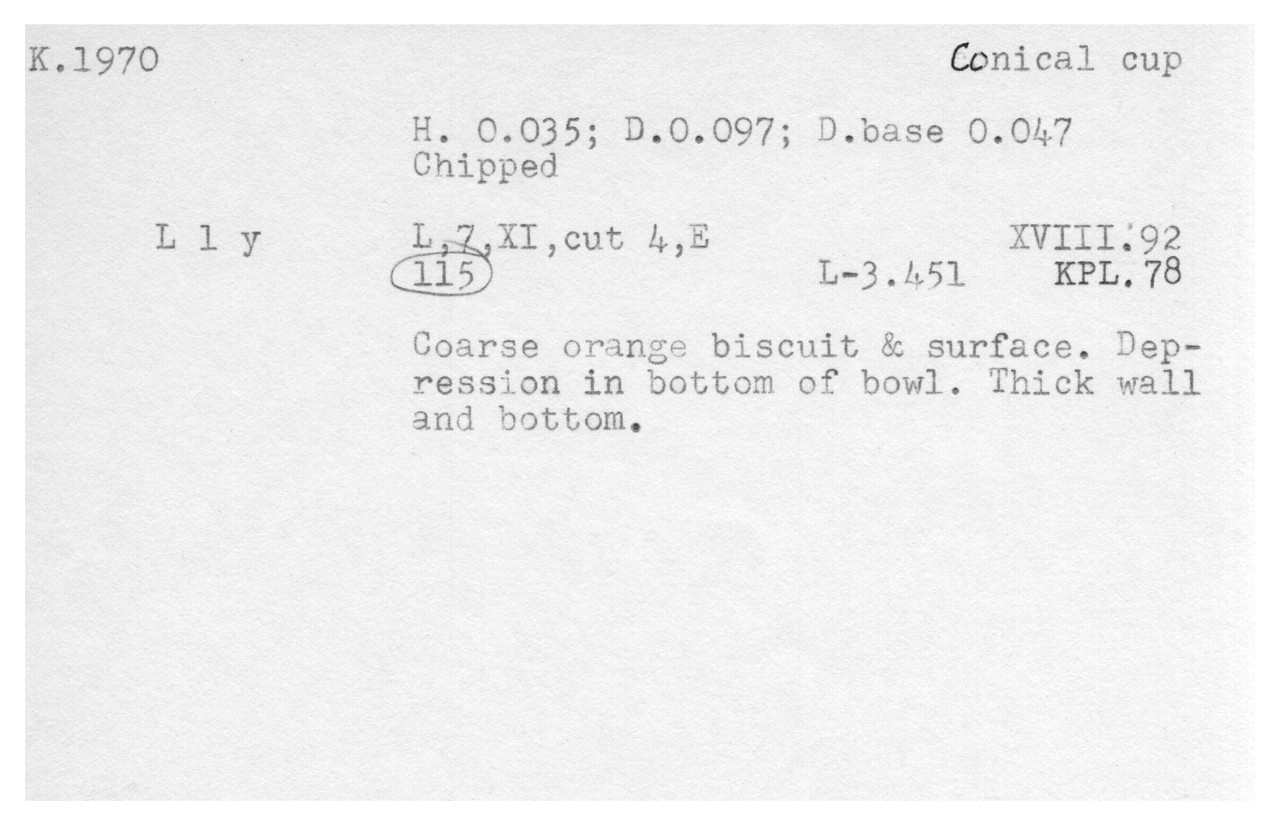 K.1970 Conical cup
H. 0.035; D.0.097; D.base 0.047
Chipped
L l y L,7,XI,cut 4,E XVIII.'92
115 L-3.451 KPL.78
Coarse orange biscuit & surface. Dep-
ression in bottom of bowl. Thick wall
and bottom.